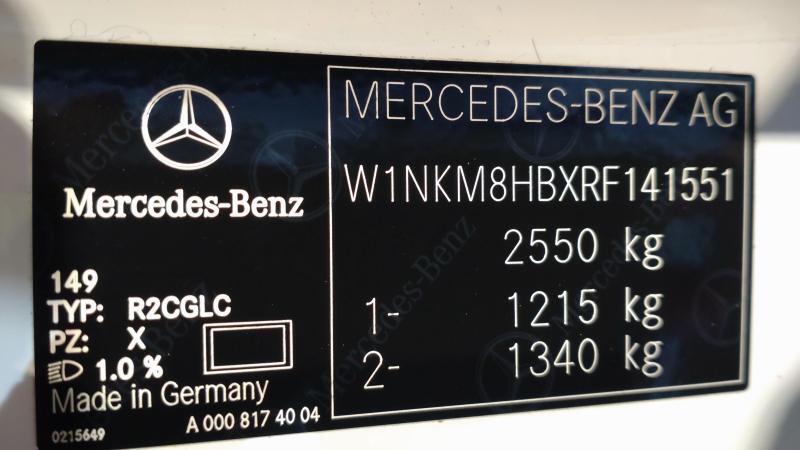 Mercedes-Benz
149
TYP: R2CGLC
PZ: X
1.0 %
Made in Germany
A 000 817 40 04
0215649
MERCEDES-BENZ AG
W1NKM8HBXRF141551
2550 kg
1- 1215 kg
2- 1340 kg